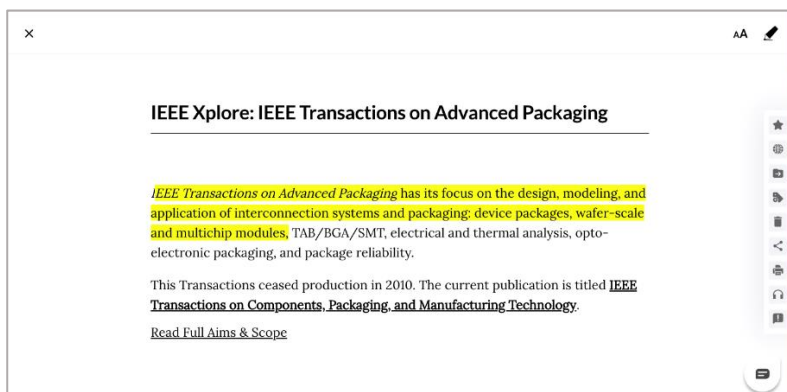 AA
IEEE Xplore: IEEE Transactions on Advanced Packaging
IEEE Transactions on Advanced Packaging has its focus on the design, modeling, and
application of interconnection systems and packaging: device packages, wafer-scale
and multichip modules, TAB/BGA/SMT, electrical and thermal analysis, opto-
electronic packaging, and package reliability.
This Transactions ceased production in 2010. The current publication is titled IEEE
Transactions on Components, Packaging, and Manufacturing Technology.
Read Full Aims & Scope